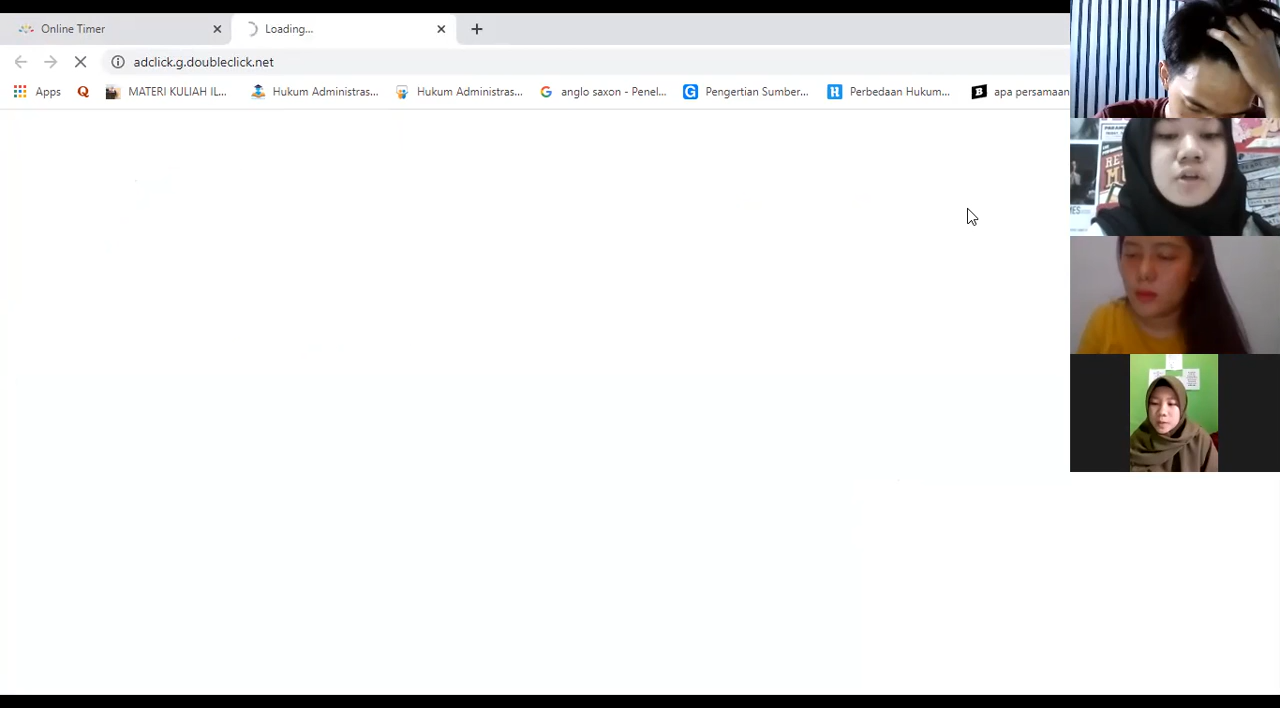 Online Timer
Loading...
adclick.g.doubleclick.net
Apps
MATERI KULIAH IL...
Hukum Administras...
Hukum Administras...
anglo saxon - Penel...
Pengertian Sumber...
Perbedaan Hukum...
apa persamaan